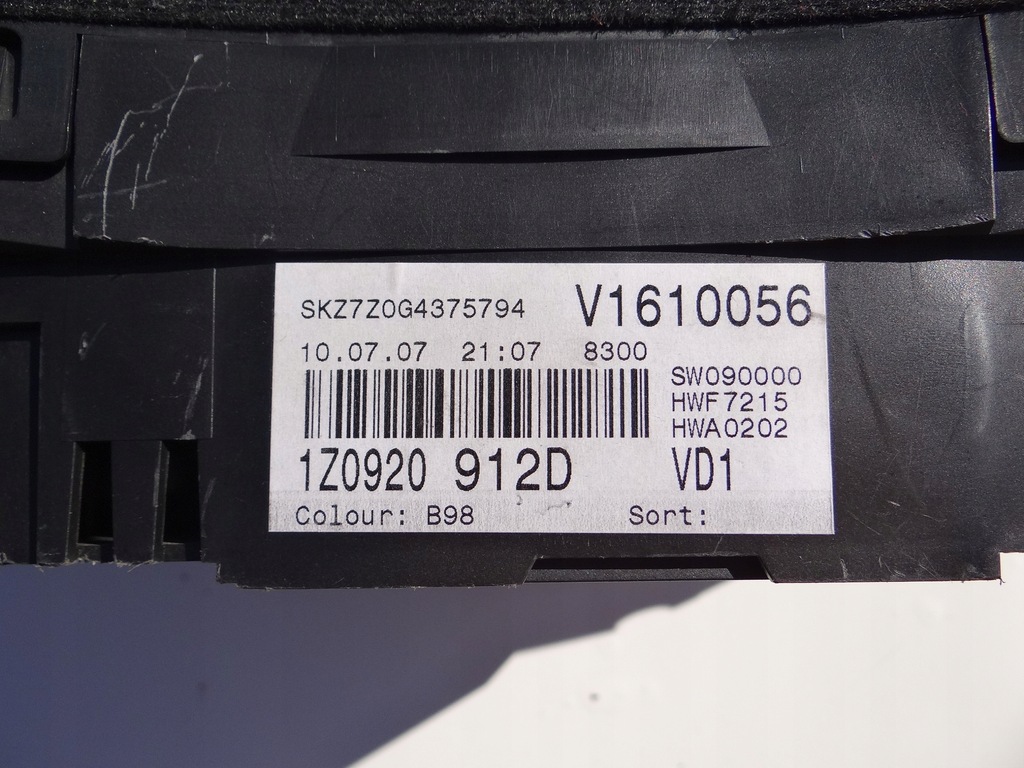 SKZ7Z0G4375794 V1610056
10.07.07 21:07 8300
SW090000
HWF7215
HWA0202
1Z0920 912D VD1
Colour: B98 Sort: